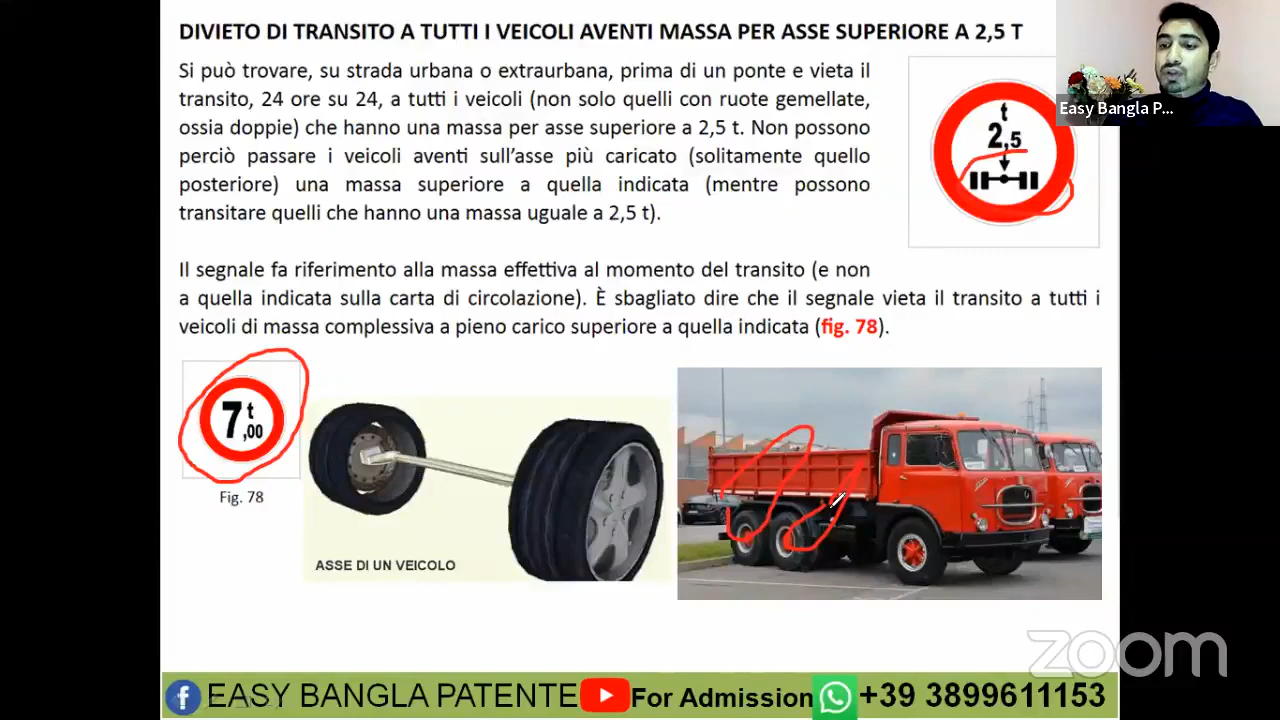 DIVIETO DI TRANSITO A TUTTI I VEICOLI AVENTI MASSA PER ASSE SUPERIORE A 2,5 T
Si può trovare, su strada urbana o extraurbana, prima di un ponte e vieta il
transito, 24 ore su 24, a tutti i veicoli (non solo quelli con ruote gemellate,
ossia doppie) che hanno una massa per asse superiore a 2,5 t. Non possono
perciò passare i veicoli aventi sull’asse più caricato (solitamente quello
posteriore) una massa superiore a quella indicata (mentre possono
transitare quelli che hanno una massa uguale a 2,5 t).
t
2,5
Easy Bangla P...
Il segnale fa riferimento alla massa effettiva al momento del transito (e non
a quella indicata sulla carta di circolazione). È sbagliato dire che il segnale vieta il transito a tutti i
veicoli di massa complessiva a pieno carico superiore a quella indicata (fig. 78).
7t,00
Fig. 78
ASSE DI UN VEICOLO
zoom
EASY BANGLA PATENTE For Admission +39 3899611153